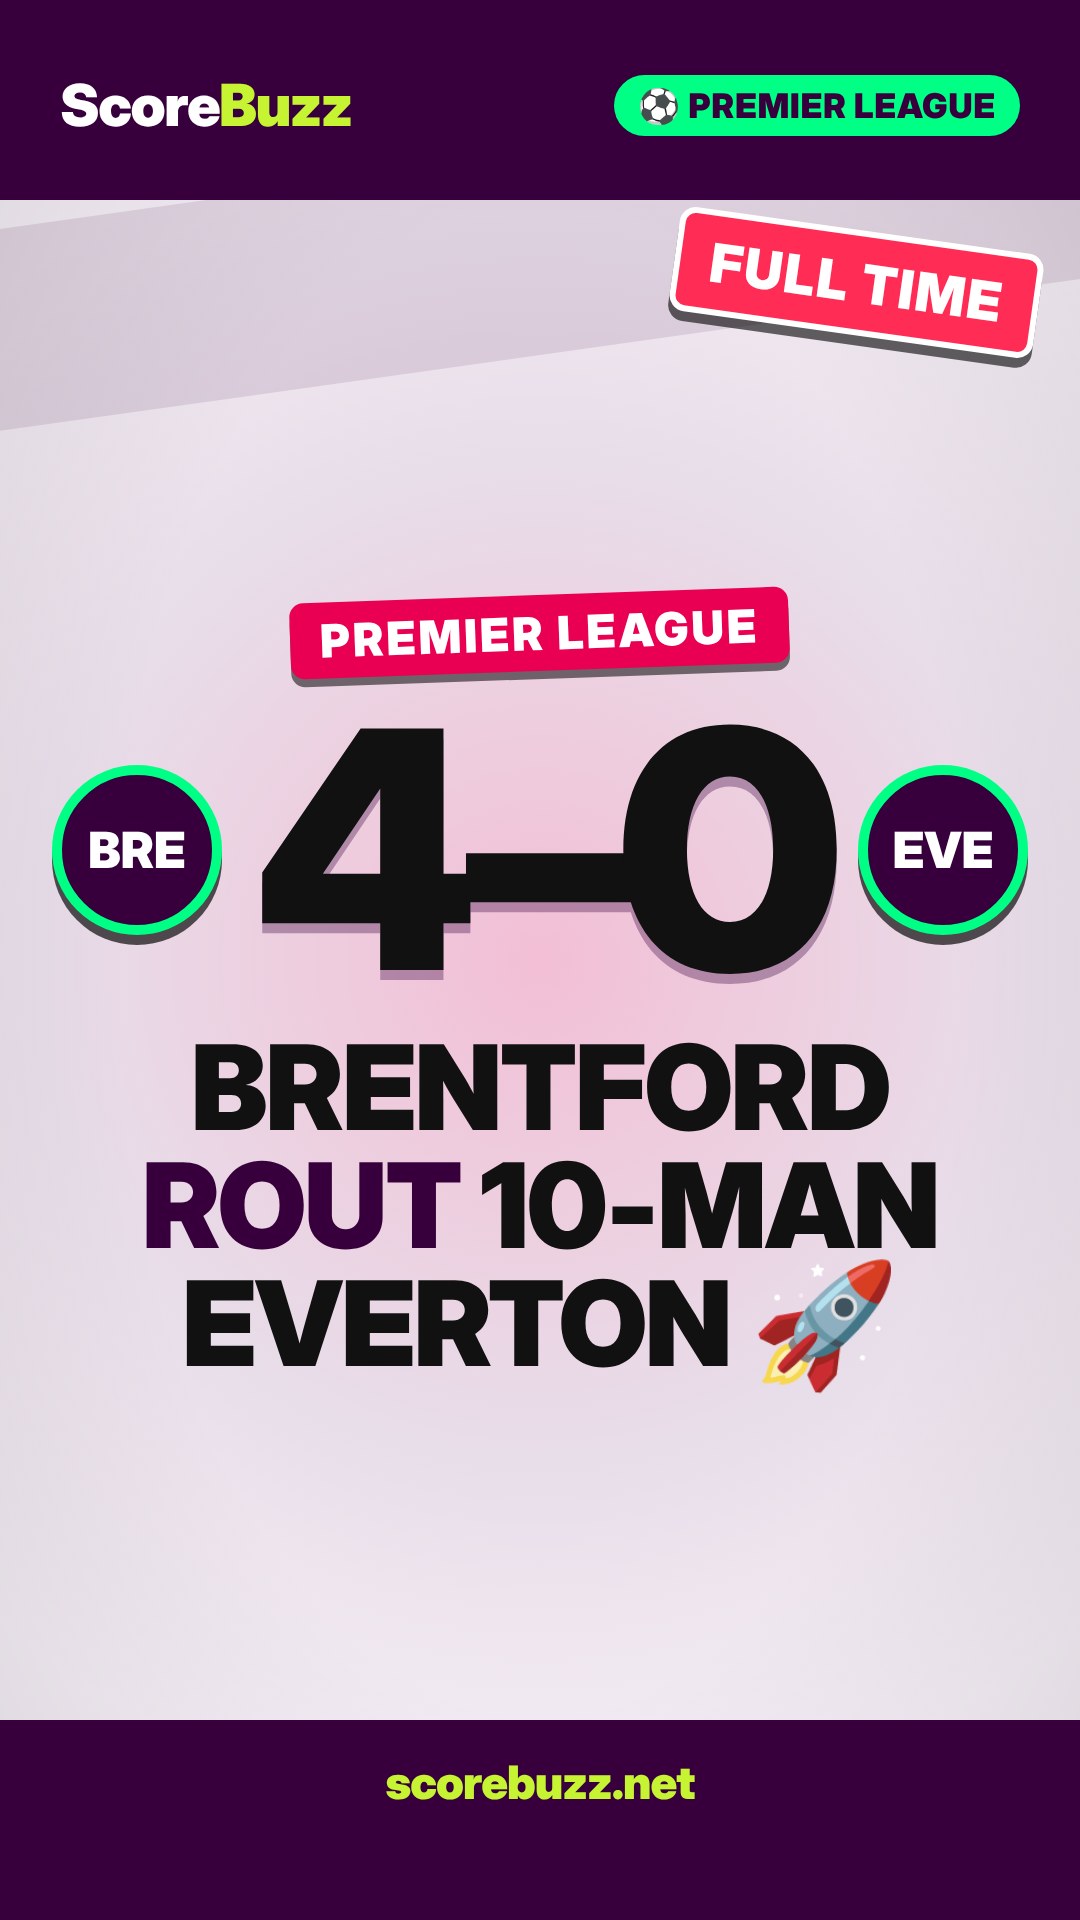 ScoreBuzz
⚽ PREMIER LEAGUE
FULL TIME
PREMIER LEAGUE
BRE
4–0
EVE
BRENTFORD
ROUT 10-MAN
EVERTON 🚀
scorebuzz.net